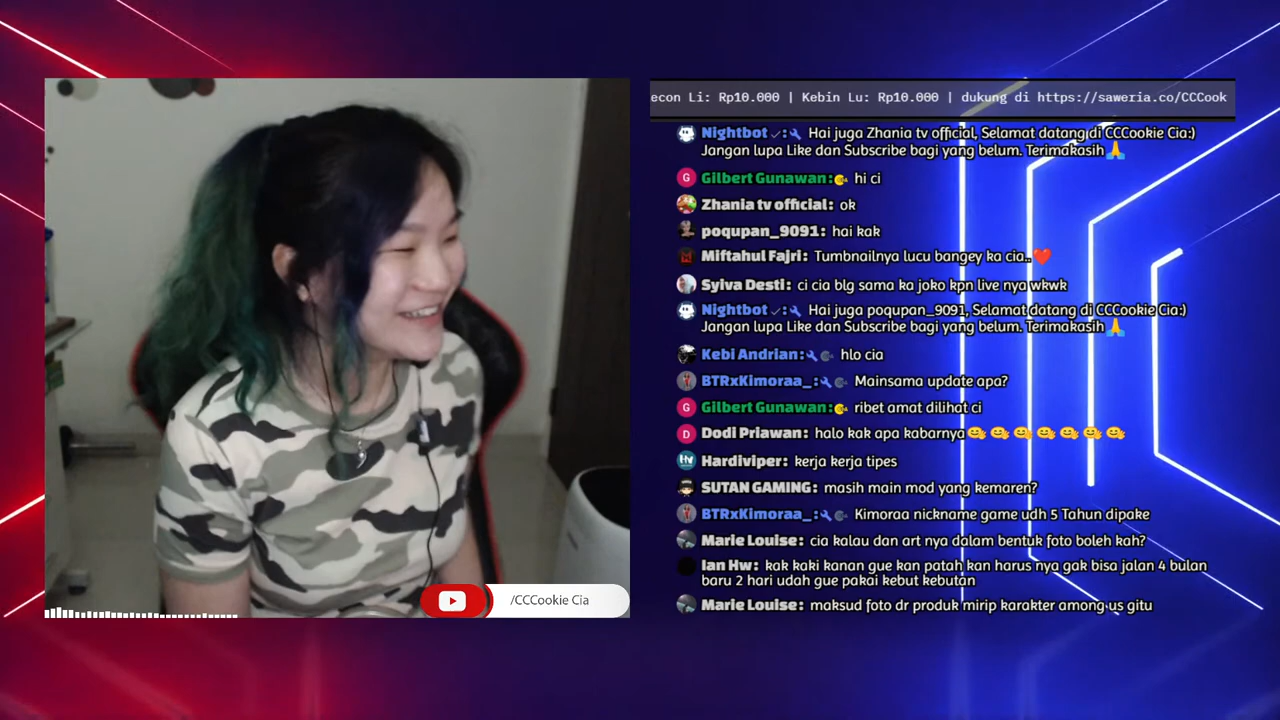 econ Li: Rp10.000 | Kebin Lu: Rp10.000 | dukung di https://saweria.co/CCCook
Nightbot ✓:🔧 Hai juga Zhania tv official, Selamat datang di CCCookie Cia:)
Jangan lupa Like dan Subscribe bagi yang belum. Terimakasih🙏
G Gilbert Gunawan: hi ci
Zhania tv official: ok
poqupan_9091: hai kak
Miftahul Fajri: Tumbnailnya lucu bangey ka cia..❤️
Sylva Desti: ci cia blg sama ka joko kpn live nya wkwk
Nightbot ✓:🔧 Hai juga poqupan_9091, Selamat datang di CCCookie Cia:)
Jangan lupa Like dan Subscribe bagi yang belum. Terimakasih🙏
Kebi Andrian: hlo cia
BTRxKimoraa_: Mainsama update apa?
G Gilbert Gunawan: ribet amat dilihat ci
D Dodi Priawan: halo kak apa kabarnya
Hardiviper: kerja kerja tipes
SUTAN GAMING: masih main mod yang kemaren?
BTRxKimoraa_: Kimoraa nickname game udh 5 Tahun dipake
Marie Louise: cia kalau dan art nya dalam bentuk foto boleh kah?
Ian Hw: kak kaki kanan gue kan patah kan harus nya gak bisa jalan 4 bulan
baru 2 hari udah gue pakai kebut kebutan
Marie Louise: maksud foto dr produk mirip karakter among us gitu
/CCCookie Cia